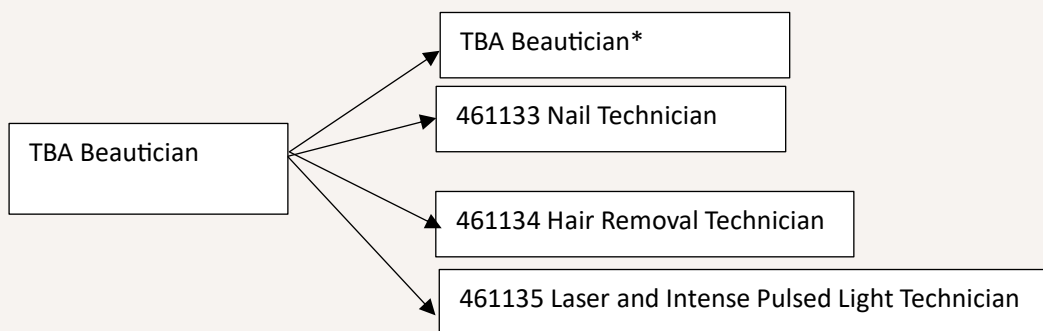 TBA Beautician*
461133 Nail Technician
TBA Beautician
461134 Hair Removal Technician
461135 Laser and Intense Pulsed Light Technician